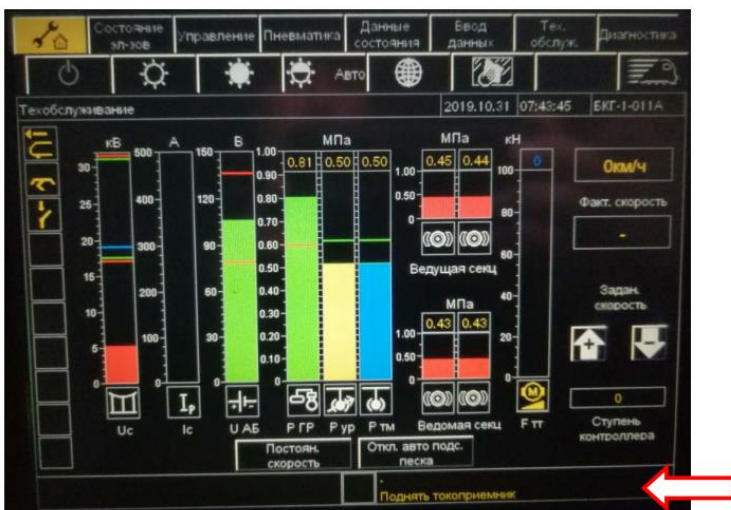 Состояние эл-зов
Управление
Пневматика
Данные состояния
Ввод данных
Тех. обслуж.
Диагностика
Авто
Техобслуживание
2019.10.31
07:43:45
БКГ-1-011А
кВ
А
В
МПа
МПа
кН
30
25
20
15
10
5
0
500
400
300
200
100
0
150
120
90
60
30
0
1.00
0.90
0.80
0.70
0.60
0.50
0.40
0.30
0.20
0.10
0
0.81
0.50
0.50
1.00
0.50
0
0.45
0.44
Ведущая секц
МПа
1.00
0.50
0
0.43
0.43
Ведомая секц
100
80
60
40
20
0
0
0км/ч
Факт. скорость
-
Задан. скорость
+
-
0
Ступень контроллера
Iₚ
М
Uc
Ic
U АБ
Р ГР
Р ур
Р тм
F тт
Постоян. скорость
Откл. авто подс. песка
Поднять токоприемник